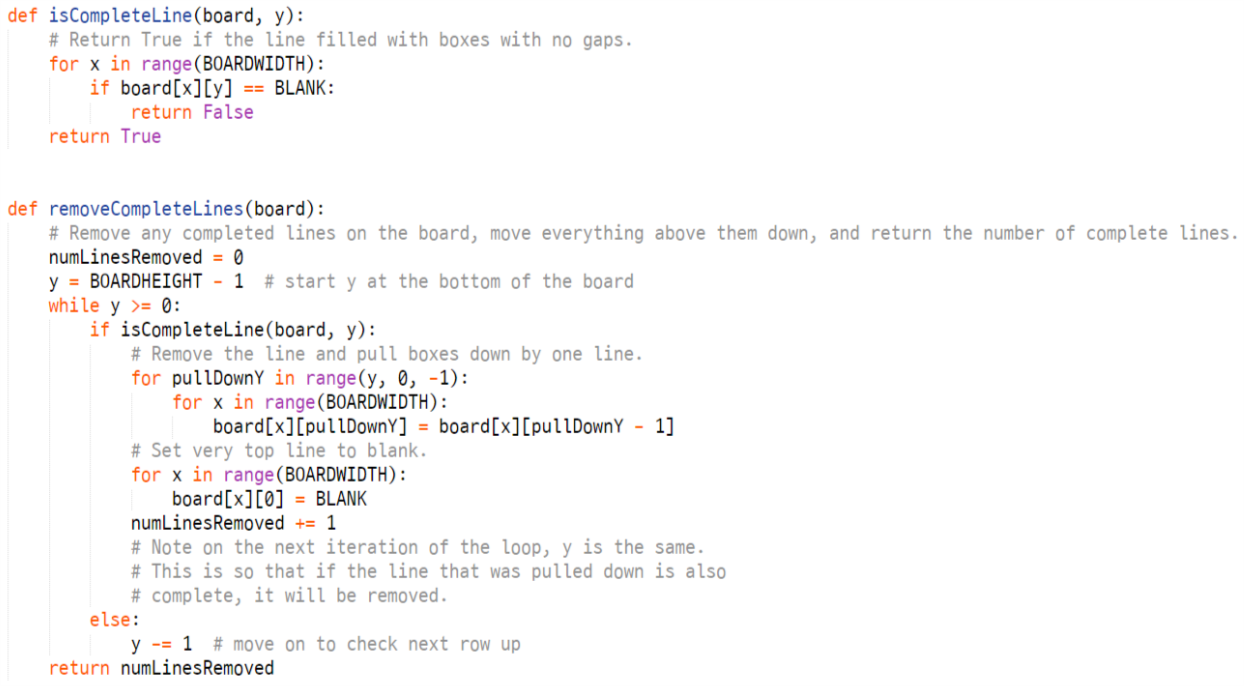 def isCompleteLine(board, y):
    # Return True if the line filled with boxes with no gaps.
    for x in range(BOARDWIDTH):
        if board[x][y] == BLANK:
            return False
    return True
def removeCompleteLines(board):
    # Remove any completed lines on the board, move everything above them down, and return the number of complete lines.
    numLinesRemoved = 0
    y = BOARDHEIGHT - 1  # start y at the bottom of the board
    while y >= 0:
        if isCompleteLine(board, y):
            # Remove the line and pull boxes down by one line.
            for pullDownY in range(y, 0, -1):
                for x in range(BOARDWIDTH):
                    board[x][pullDownY] = board[x][pullDownY - 1]
            # Set very top line to blank.
            for x in range(BOARDWIDTH):
                board[x][0] = BLANK
            numLinesRemoved += 1
            # Note on the next iteration of the loop, y is the same.
            # This is so that if the line that was pulled down is also
            # complete, it will be removed.
        else:
            y -= 1  # move on to check next row up
    return numLinesRemoved